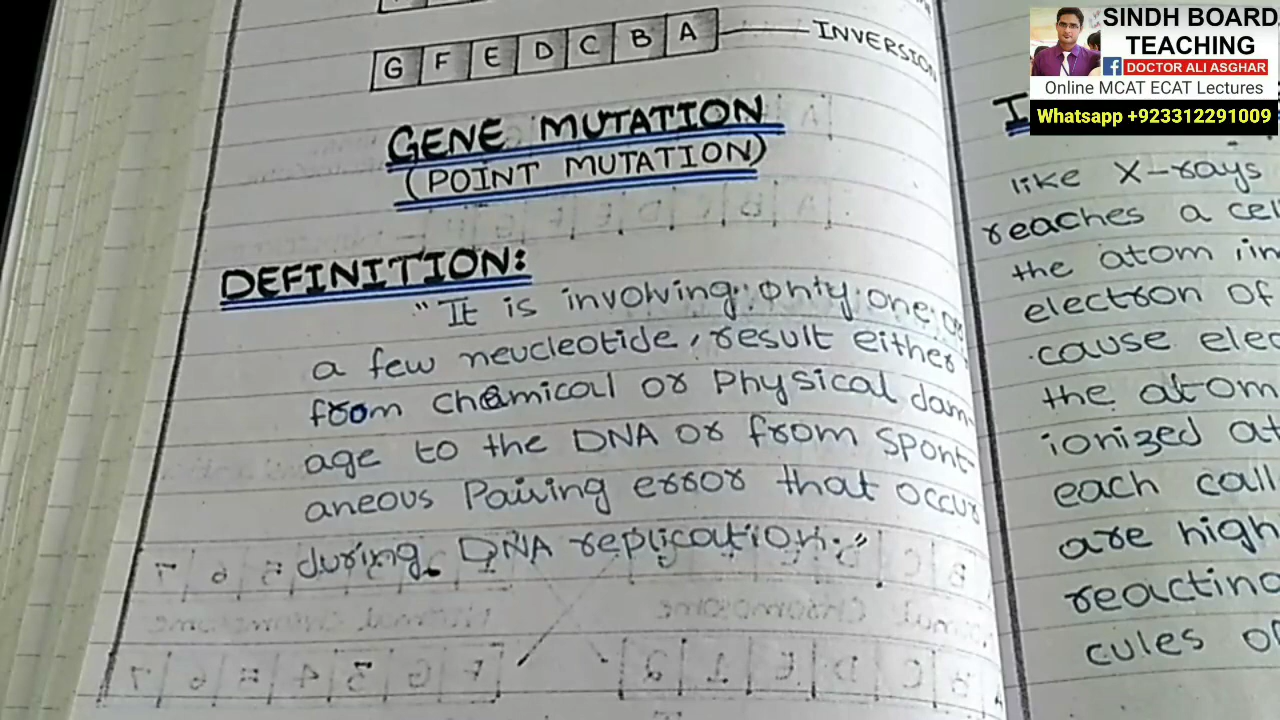 G F E D C B A INVERSION
GENE MUTATION
(POINT MUTATION)
DEFINITION:
"It is involving only one or
a few neucleotide, result either
from chemical or Physical dam-
age to the DNA or from spont-
aneous Pairing error that occur
during DNA replication."
like X-rays
reaches a cel
the atom
electron of
cause elec
the atom
ionized at
each call
are high
reacting
cules of
SINDH BOARD
TEACHING
DOCTOR ALI ASGHAR
Online MCAT ECAT Lectures
Whatsapp +923312291009